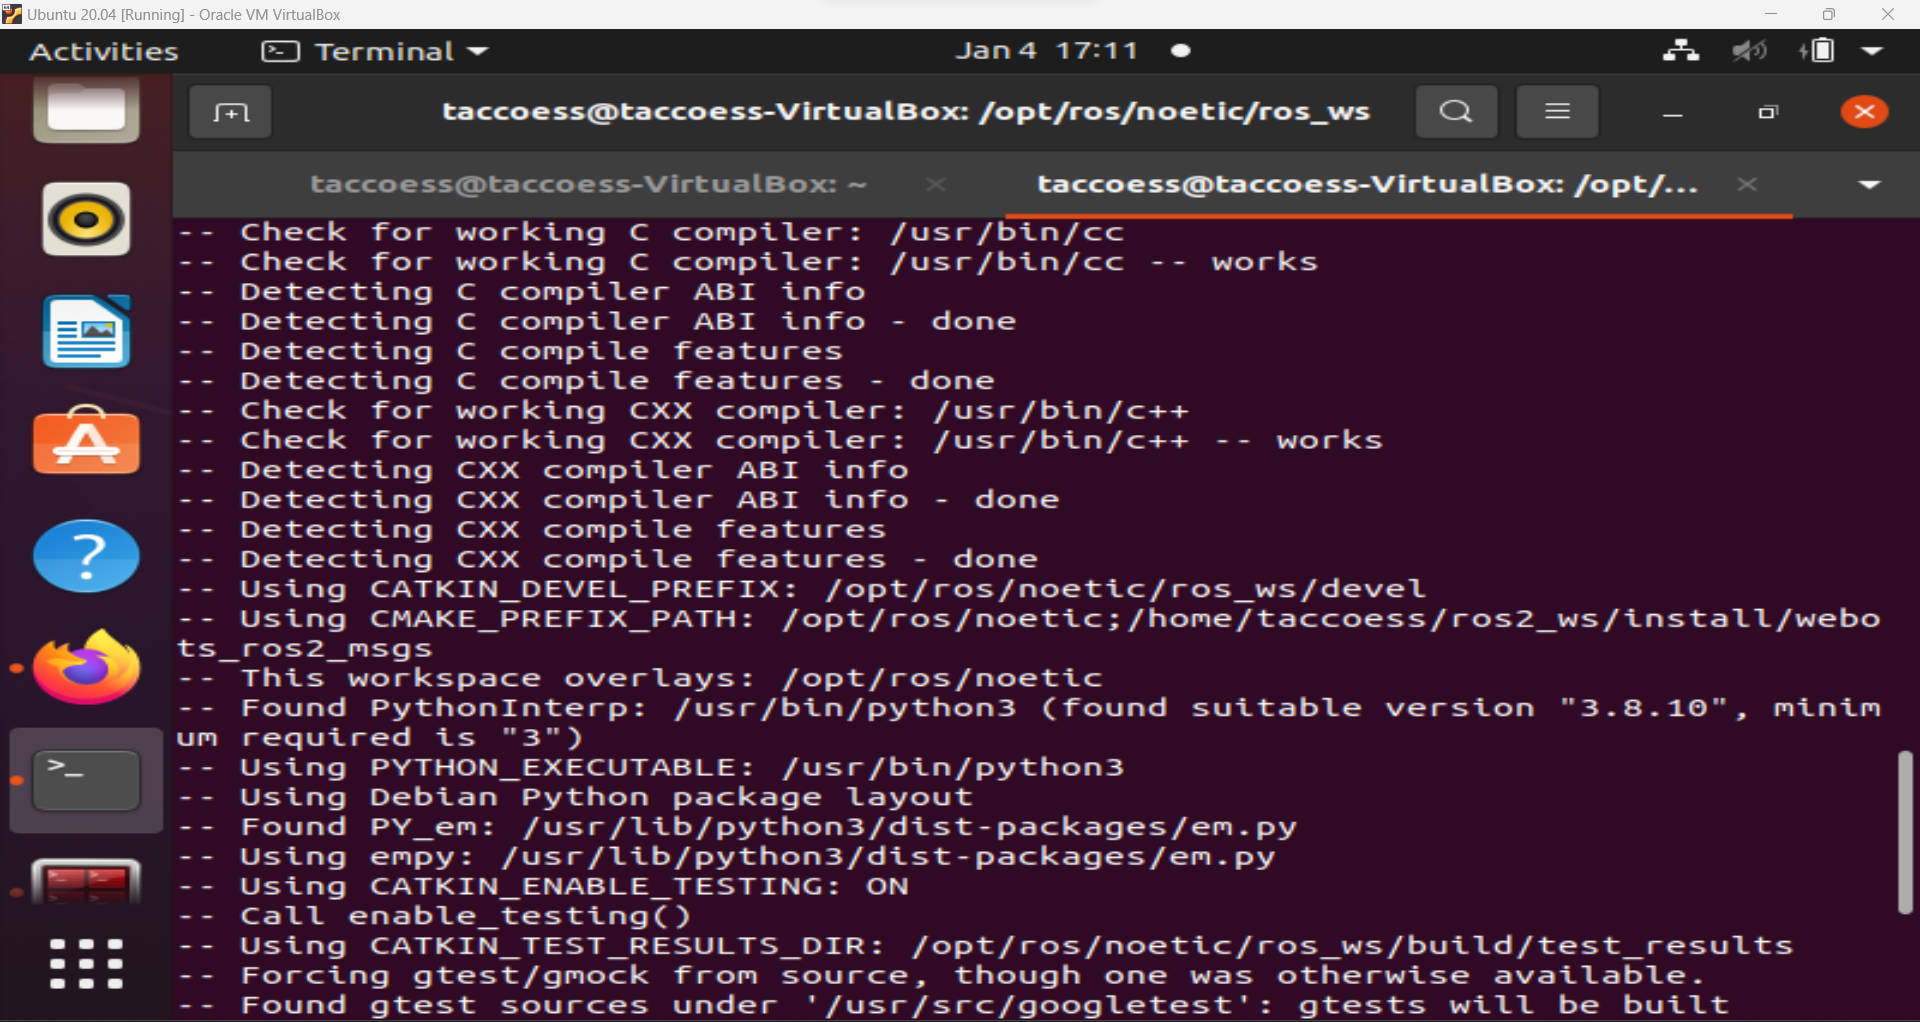 Ubuntu 20.04 [Running] - Oracle VM VirtualBox
Activities Terminal Jan 4 17:11
taccoess@taccoess-VirtualBox: /opt/ros/noetic/ros_ws
taccoess@taccoess-VirtualBox: ~ taccoess@taccoess-VirtualBox: /opt/...
-- Check for working C compiler: /usr/bin/cc
-- Check for working C compiler: /usr/bin/cc -- works
-- Detecting C compiler ABI info
-- Detecting C compiler ABI info - done
-- Detecting C compile features
-- Detecting C compile features - done
-- Check for working CXX compiler: /usr/bin/c++
-- Check for working CXX compiler: /usr/bin/c++ -- works
-- Detecting CXX compiler ABI info
-- Detecting CXX compiler ABI info - done
-- Detecting CXX compile features
-- Detecting CXX compile features - done
-- Using CATKIN_DEVEL_PREFIX: /opt/ros/noetic/ros_ws/devel
-- Using CMAKE_PREFIX_PATH: /opt/ros/noetic;/home/taccoess/ros2_ws/install/webo
ts_ros2_msgs
-- This workspace overlays: /opt/ros/noetic
-- Found PythonInterp: /usr/bin/python3 (found suitable version "3.8.10", minim
um required is "3")
-- Using PYTHON_EXECUTABLE: /usr/bin/python3
-- Using Debian Python package layout
-- Found PY_em: /usr/lib/python3/dist-packages/em.py
-- Using empy: /usr/lib/python3/dist-packages/em.py
-- Using CATKIN_ENABLE_TESTING: ON
-- Call enable_testing()
-- Using CATKIN_TEST_RESULTS_DIR: /opt/ros/noetic/ros_ws/build/test_results
-- Forcing gtest/gmock from source, though one was otherwise available.
-- Found gtest sources under '/usr/src/googletest': gtests will be built